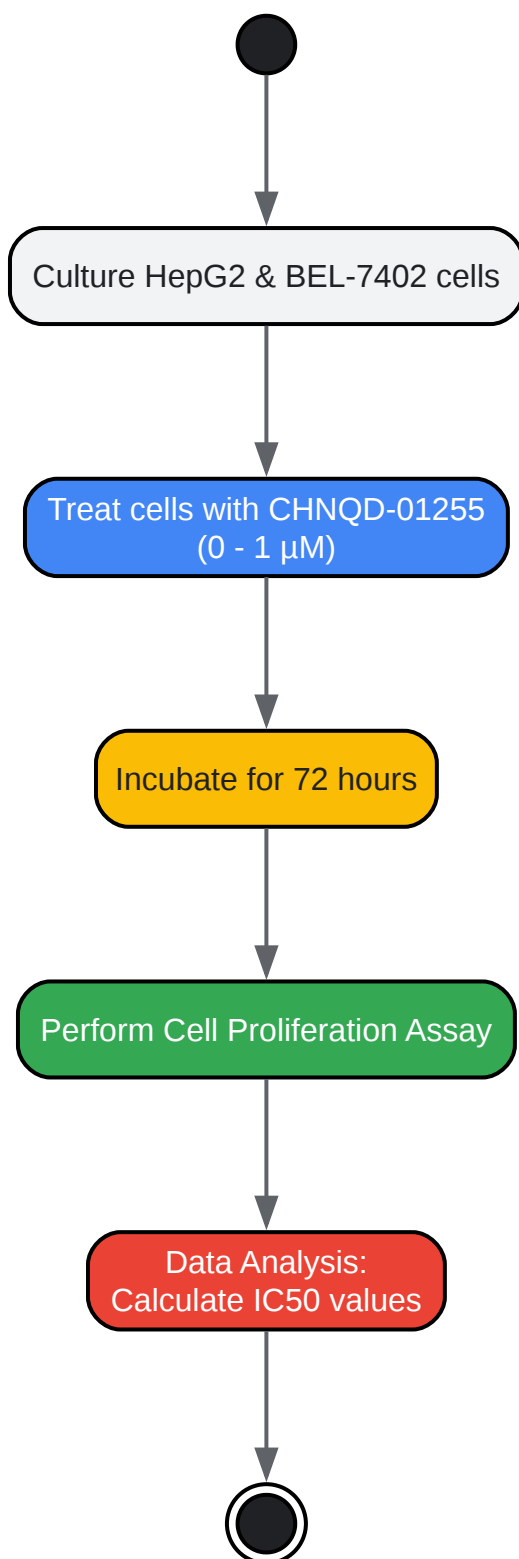 Culture HepG2 & BEL-7402 cells
Treat cells with CHNQD-01255
(0 - 1 µM)
Incubate for 72 hours
Perform Cell Proliferation Assay
Data Analysis:
Calculate IC50 values